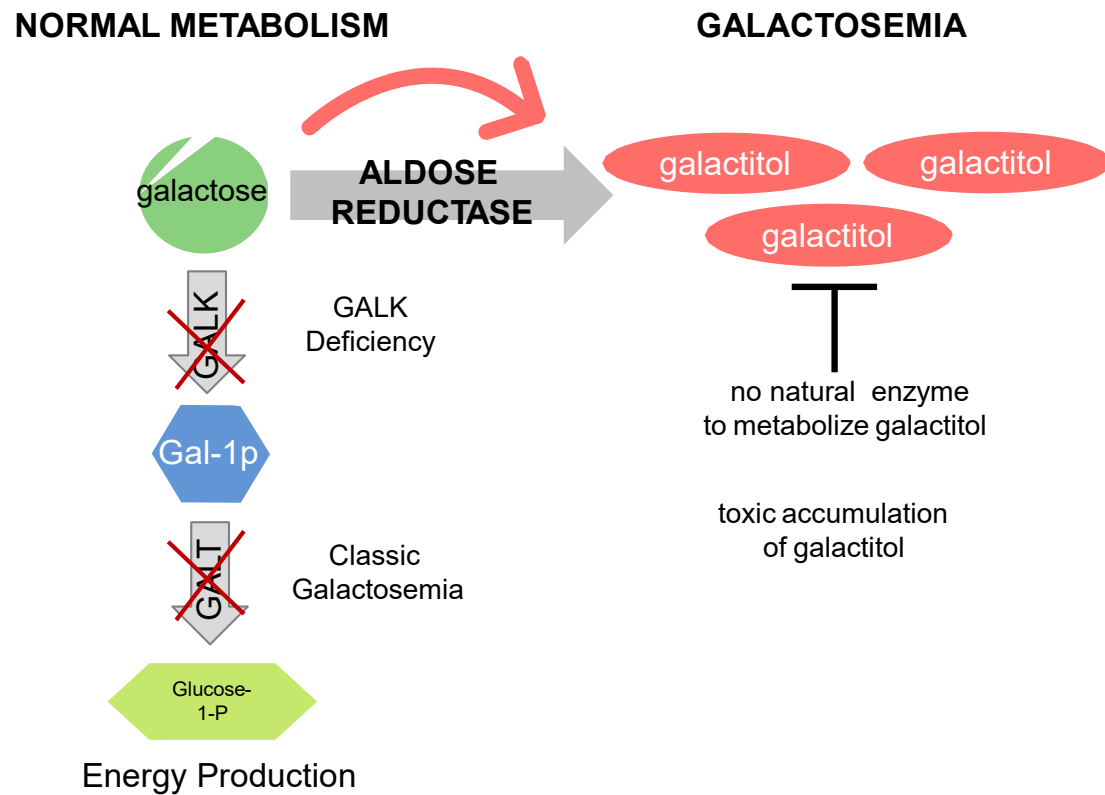 NORMAL METABOLISM
GALACTOSEMIA
galactose
ALDOSE
REDUCTASE
galactitol
galactitol
galactitol
GALK
GALK
Deficiency
no natural enzyme
to metabolize galactitol
Gal-1p
toxic accumulation
of galactitol
GALT
Classic
Galactosemia
Glucose-
1-P
Energy Production